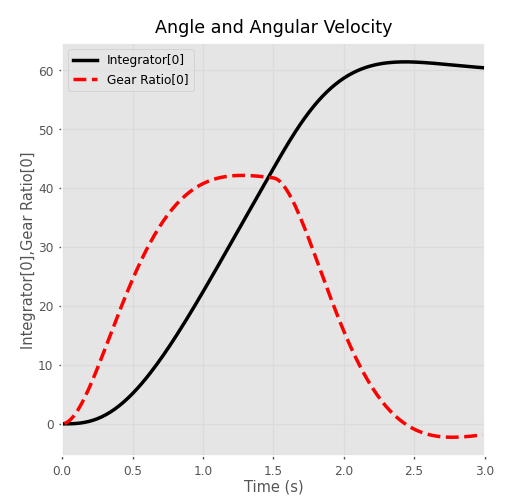 Angle and Angular Velocity
Integrator[0]
Gear Ratio[0]
Integrator[0],Gear Ratio[0]
60
50
40
30
20
10
0
0.0 0.5 1.0 1.5 2.0 2.5 3.0
Time (s)